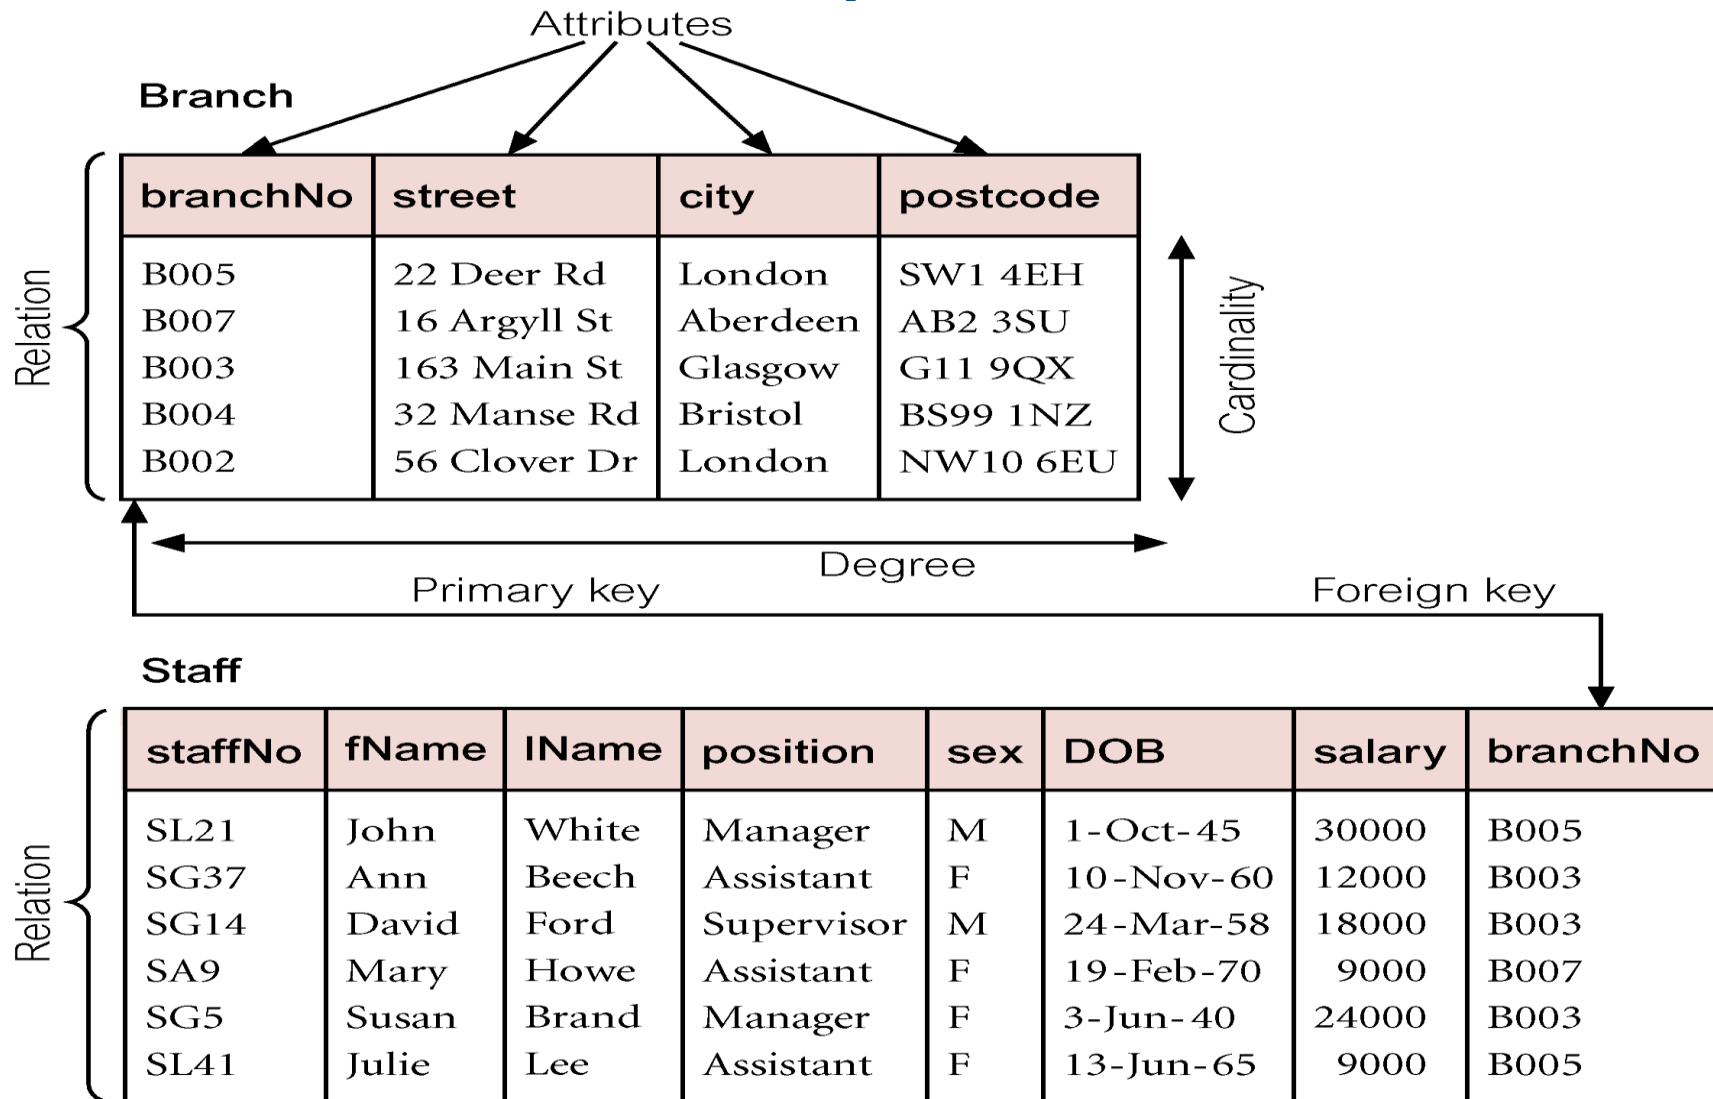 Attributes
Branch
branchNo street city postcode
B005 22 Deer Rd London SW1 4EH
B007 16 Argyll St Aberdeen AB2 3SU
B003 163 Main St Glasgow G11 9QX
B004 32 Manse Rd Bristol BS99 1NZ
B002 56 Clover Dr London NW10 6EU
Relation
Cardinality
Degree
Primary key Foreign key
Staff
staffNo fName lName position sex DOB salary branchNo
SL21 John White Manager M 1-Oct-45 30000 B005
SG37 Ann Beech Assistant F 10-Nov-60 12000 B003
SG14 David Ford Supervisor M 24-Mar-58 18000 B003
SA9 Mary Howe Assistant F 19-Feb-70 9000 B007
SG5 Susan Brand Manager F 3-Jun-40 24000 B003
SL41 Julie Lee Assistant F 13-Jun-65 9000 B005
Relation